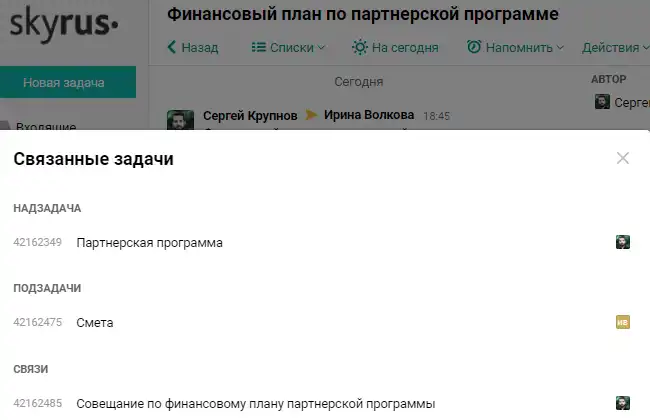 skyrus.
Финансовый план по партнерской программе
Назад Списки На сегодня Напомнить Действия
Новая задача
Сегодня
АВТОР
Сергей Крупнов Ирина Волкова 18:45
Входящие
Связанные задачи
НАДЗАДАЧА
42162349 Партнерская программа
ПОДЗАДАЧИ
42162475 Смета
ИВ
СВЯЗИ
42162485 Совещание по финансовому плану партнерской программы